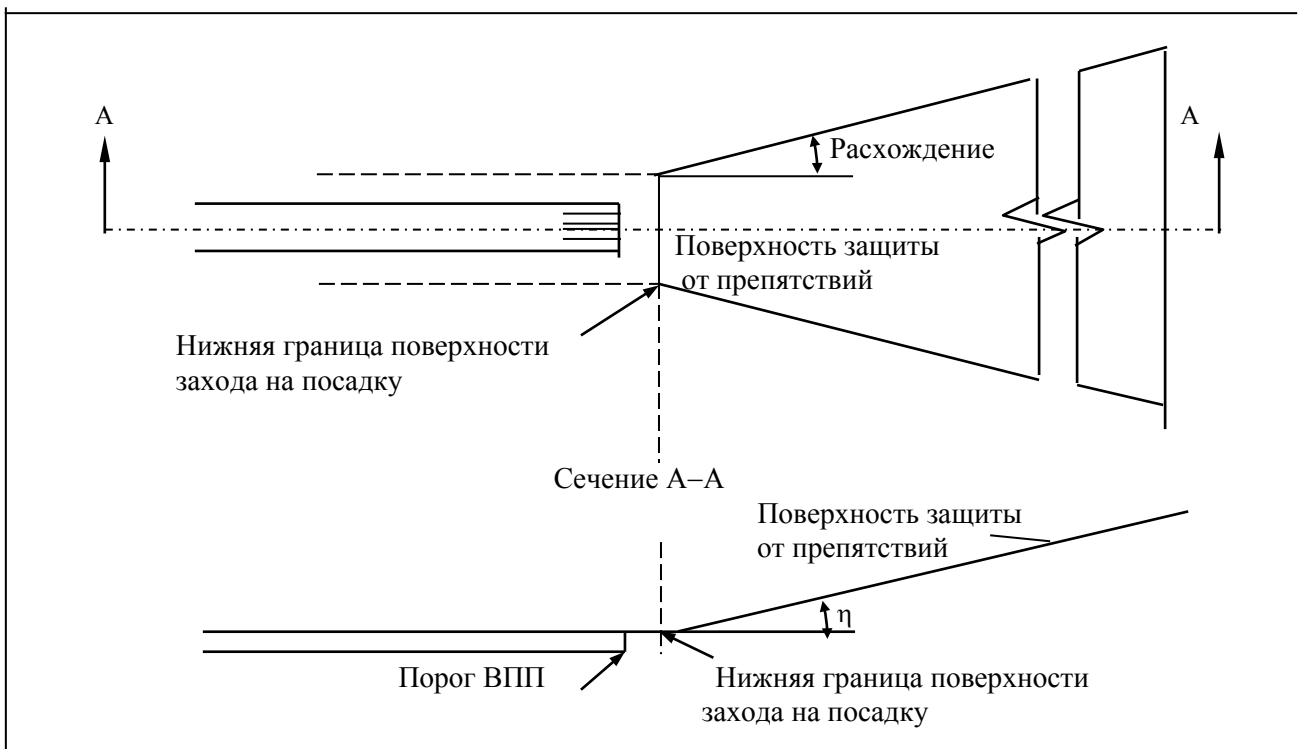 А
А
Расхождение
Поверхность защиты
от препятствий
Нижняя граница поверхности
захода на посадку
Сечение А–А
Поверхность защиты
от препятствий
η
Порог ВПП
Нижняя граница поверхности
захода на посадку